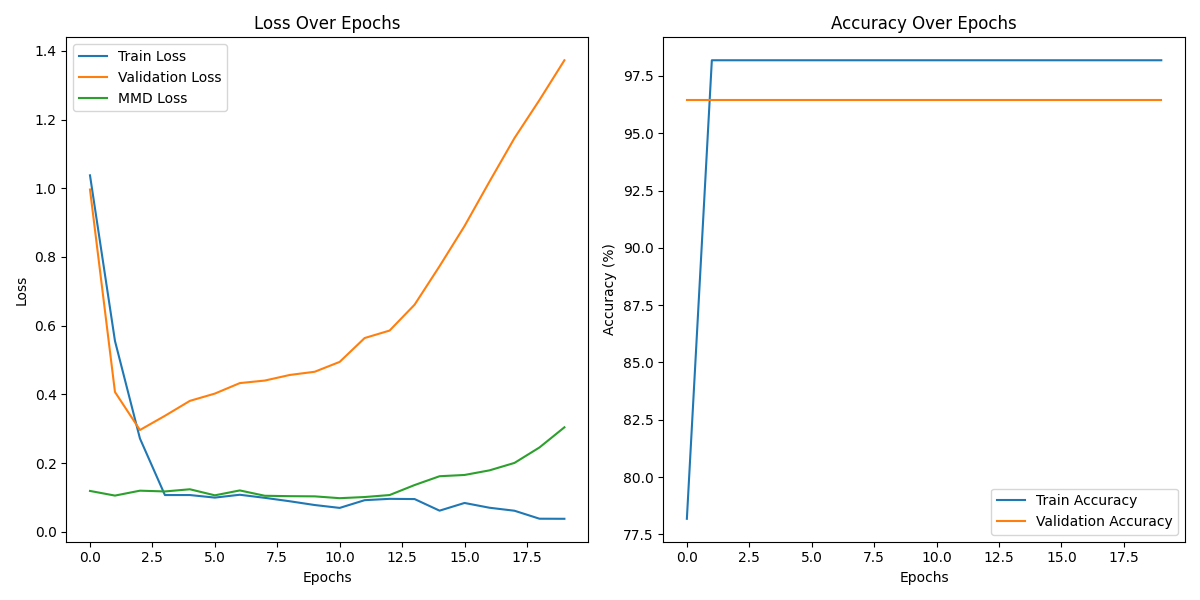 Loss Over Epochs
Train Loss
Validation Loss
MMD Loss
1.4
1.2
1.0
0.8
0.6
0.4
0.2
0.0
Loss
0.0 2.5 5.0 7.5 10.0 12.5 15.0 17.5
Epochs
Accuracy Over Epochs
97.5
95.0
92.5
90.0
87.5
85.0
82.5
80.0
77.5
Accuracy (%)
Train Accuracy
Validation Accuracy
0.0 2.5 5.0 7.5 10.0 12.5 15.0 17.5
Epochs